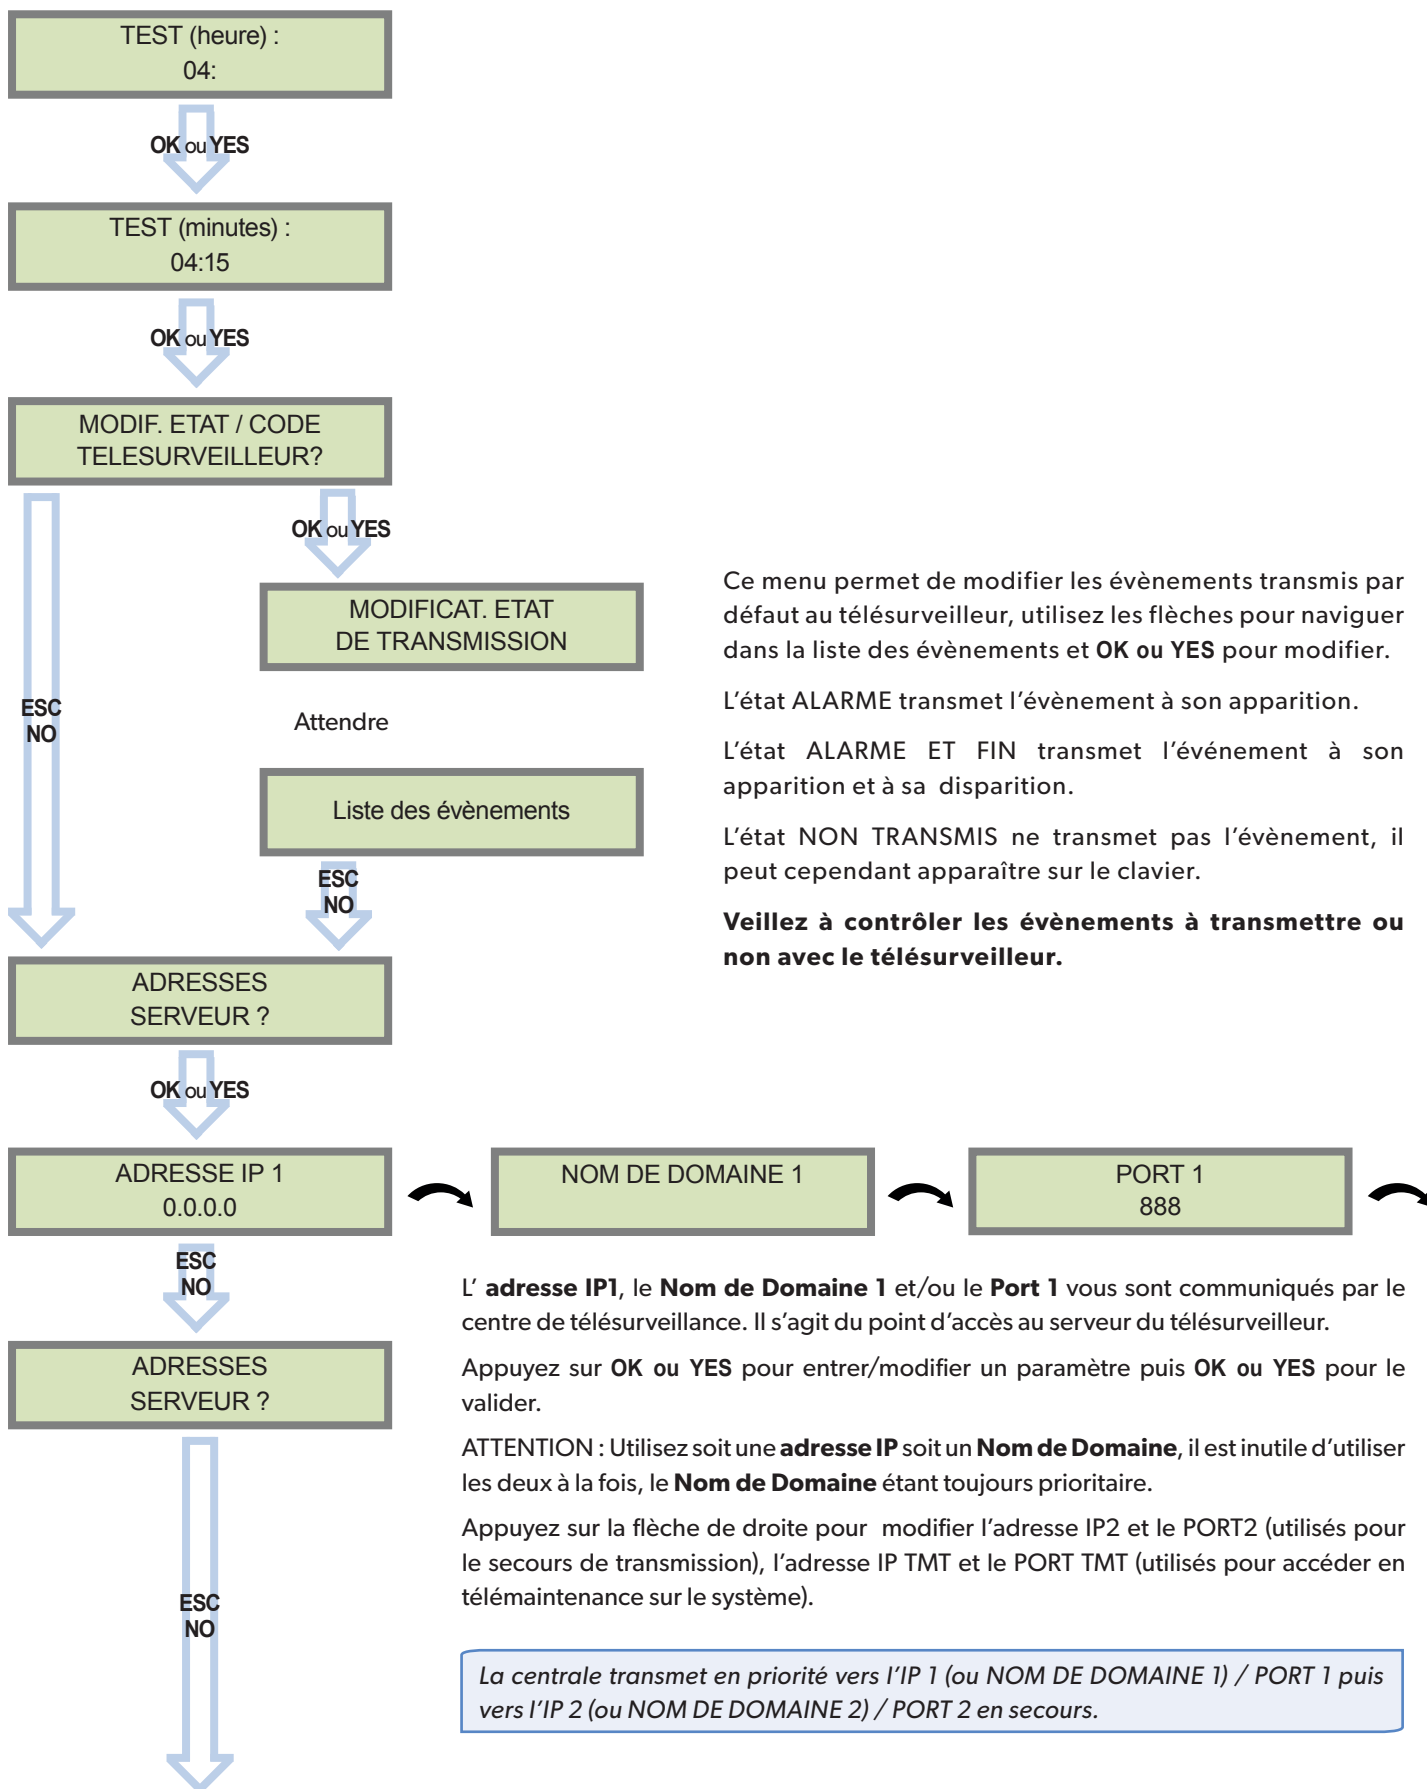 TEST (heure) :
04:
OK ou YES
TEST (minutes) :
04:15
OK ou YES
MODIF. ETAT / CODE
TELESURVEILLEUR?
OK ou YES
MODIFICAT. ETAT
DE TRANSMISSION
ESC
NO
Attendre
Liste des évènements
ESC
NO
Ce menu permet de modifier les évènements transmis par
défaut au télésurveilleur, utilisez les flèches pour naviguer
dans la liste des évènements et OK ou YES pour modifier.
L’état ALARME transmet l’évènement à son apparition.
L’état ALARME ET FIN transmet l’événement à son
apparition et à sa disparition.
L’état NON TRANSMIS ne transmet pas l’évènement, il
peut cependant apparaître sur le clavier.
Veillez à contrôler les évènements à transmettre ou
non avec le télésurveilleur.
ADRESSES
SERVEUR ?
OK ou YES
ADRESSE IP 1
0.0.0.0
NOM DE DOMAINE 1
PORT 1
888
ESC
NO
ADRESSES
SERVEUR ?
ESC
NO
L’ adresse IP1, le Nom de Domaine 1 et/ou le Port 1 vous sont communiqués par le
centre de télésurveillance. Il s’agit du point d’accès au serveur du télésurveilleur.
Appuyez sur OK ou YES pour entrer/modifier un paramètre puis OK ou YES pour le
valider.
ATTENTION : Utilisez soit une adresse IP soit un Nom de Domaine, il est inutile d’utiliser
les deux à la fois, le Nom de Domaine étant toujours prioritaire.
Appuyez sur la flèche de droite pour modifier l’adresse IP2 et le PORT2 (utilisés pour
le secours de transmission), l’adresse IP TMT et le PORT TMT (utilisés pour accéder en
télémaintenance sur le système).
La centrale transmet en priorité vers l’IP 1 (ou NOM DE DOMAINE 1) / PORT 1 puis
vers l’IP 2 (ou NOM DE DOMAINE 2) / PORT 2 en secours.